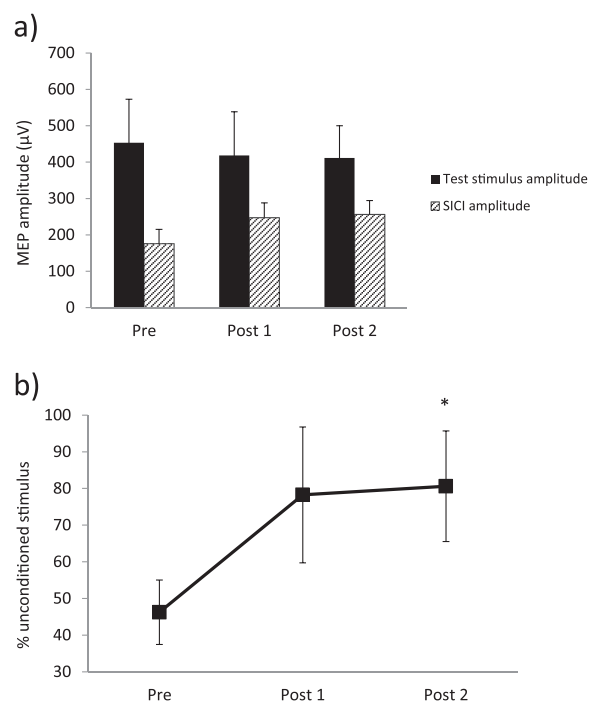 a)
700
600
500
400
300
200
100
0
MEP amplitude (μV)
Pre
Post 1
Post 2
Test stimulus amplitude
SICI amplitude
b)
*
100
90
80
70
60
50
40
30
% unconditioned stimulus
Pre
Post 1
Post 2